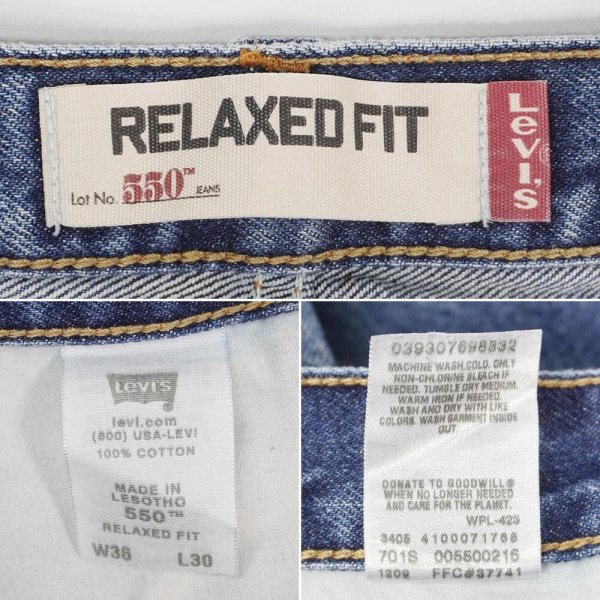 RELAXED FIT
Lot No. 550™ JEANS
LEVI'S
LEVI'S
levi.com
(800) USA-LEVI
100% COTTON
MADE IN
LESOTHO
550™
RELAXED FIT
W36 L30
039307698332
MACHINE WASH.COLD. ONLY
NON-CHLORINE BLEACH IF
NEEDED. TUMBLE DRY MEDIUM.
WARM IRON IF NEEDED.
WASH AND DRY WITH LIKE
COLORS. WASH GARMENT INSIDE
OUT.
DONATE TO GOODWILL®
WHEN NO LONGER NEEDED
AND CARE FOR THE PLANET.
WPL-423
3405 4100071768
701S 005500216
1209 FFC#37741